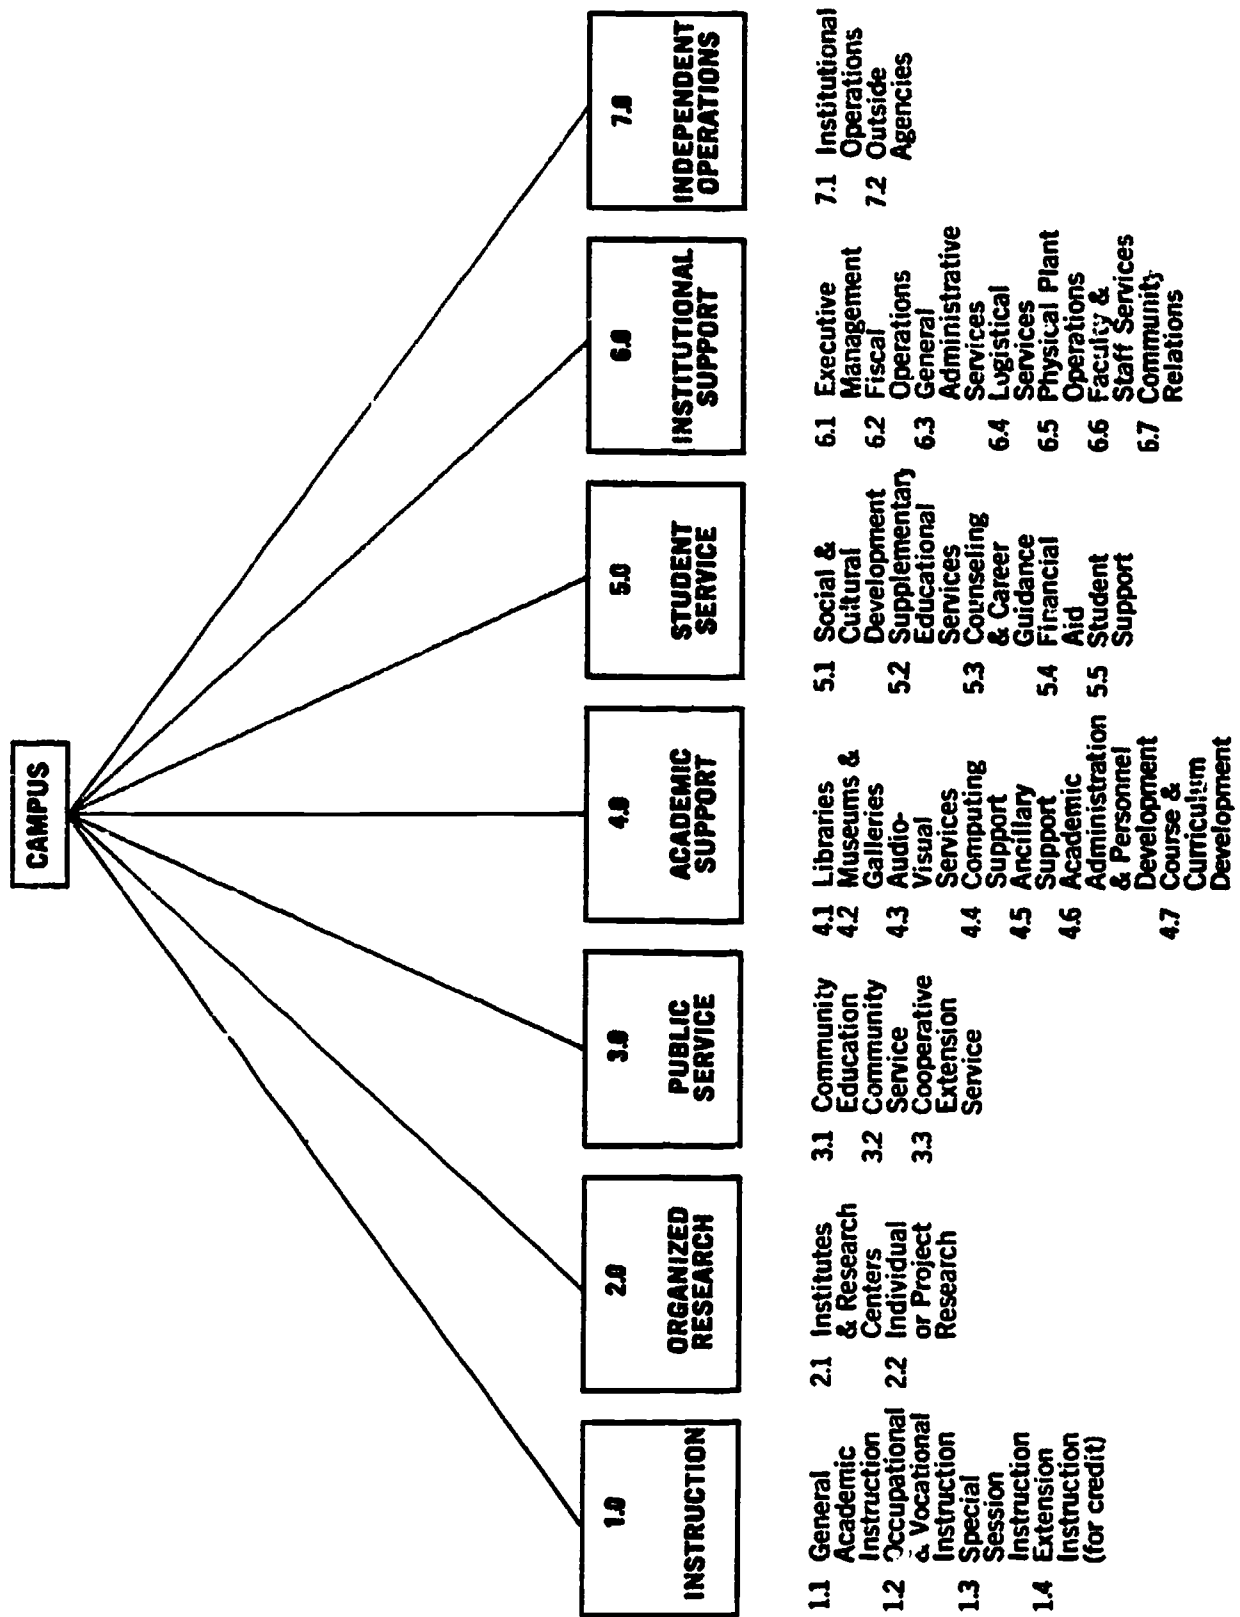 CAMPUS
1.0
INSTRUCTION
2.0
ORGANIZED
RESEARCH
3.0
PUBLIC
SERVICE
4.0
ACADEMIC
SUPPORT
5.0
STUDENT
SERVICE
6.0
INSTITUTIONAL
SUPPORT
7.0
INDEPENDENT
OPERATIONS
1.1 General
Academic
Instruction
1.2 Occupational
& Vocational
Instruction
1.3 Special
Session
Instruction
1.4 Extension
Instruction
(for credit)
2.1 Institutes
& Research
Centers
2.2 Individual
or Project
Research
3.1 Community
Education
3.2 Community
Service
3.3 Cooperative
Extension
Service
4.1 Libraries
4.2 Museums &
Galleries
4.3 Audio-
Visual
Services
4.4 Computing
Support
4.5 Ancillary
Support
4.6 Academic
Administration
& Personnel
Development
4.7 Course &
Curriculum
Development
5.1 Social &
Cultural
Development
5.2 Supplementary
Educational
Services
5.3 Counseling
& Career
Guidance
5.4 Financial
Aid
5.5 Student
Support
6.1 Executive
Management
6.2 Fiscal
Operations
6.3 General
Administrative
Services
6.4 Logistical
Services
6.5 Physical Plant
Operations
6.6 Faculty &
Staff Services
6.7 Community
Relations
7.1 Institutional
Operations
7.2 Outside
Agencies